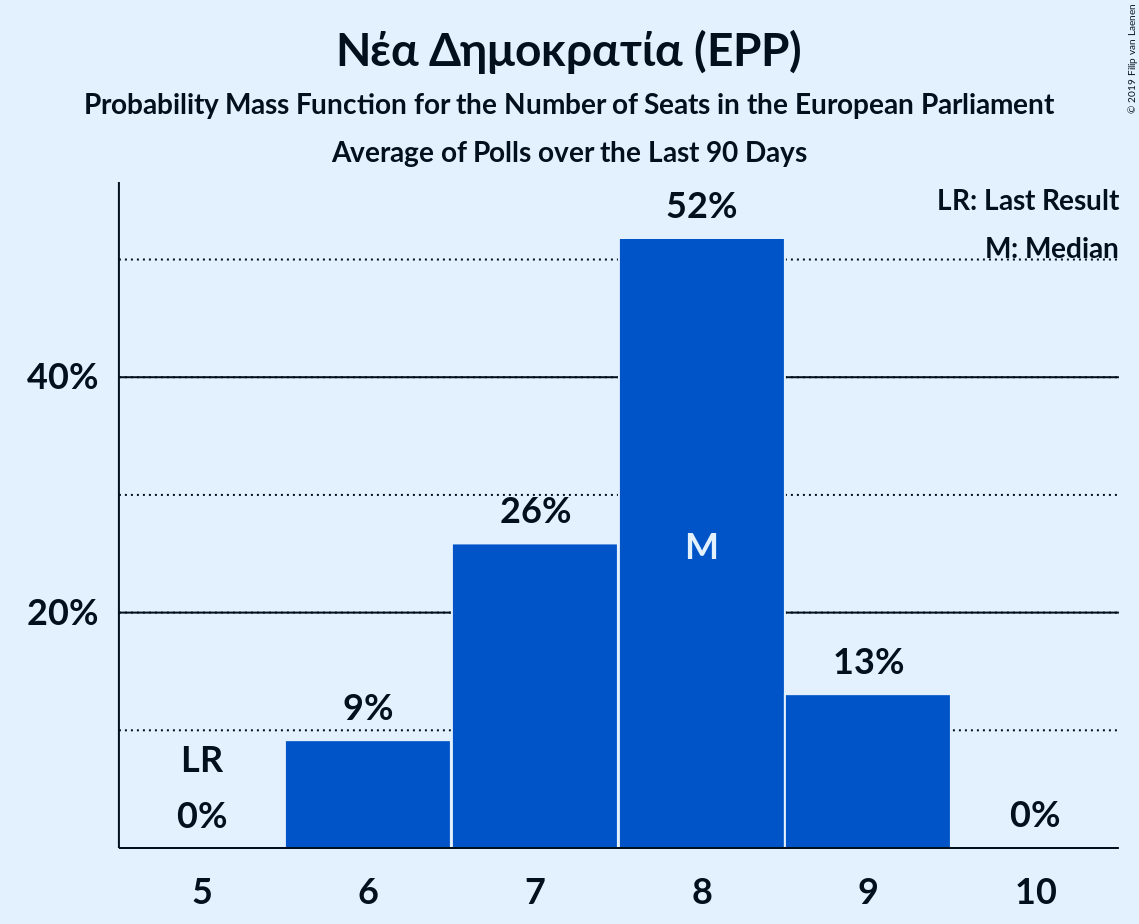 Νέα Δημοκρατία (EPP)
Probability Mass Function for the Number of Seats in the European Parliament
Average of Polls over the Last 90 Days
© 2019 Filip van Laenen
LR: Last Result
M: Median
52%
40%
26%
M
20%
13%
9%
LR
0%
0%
5 6 7 8 9 10